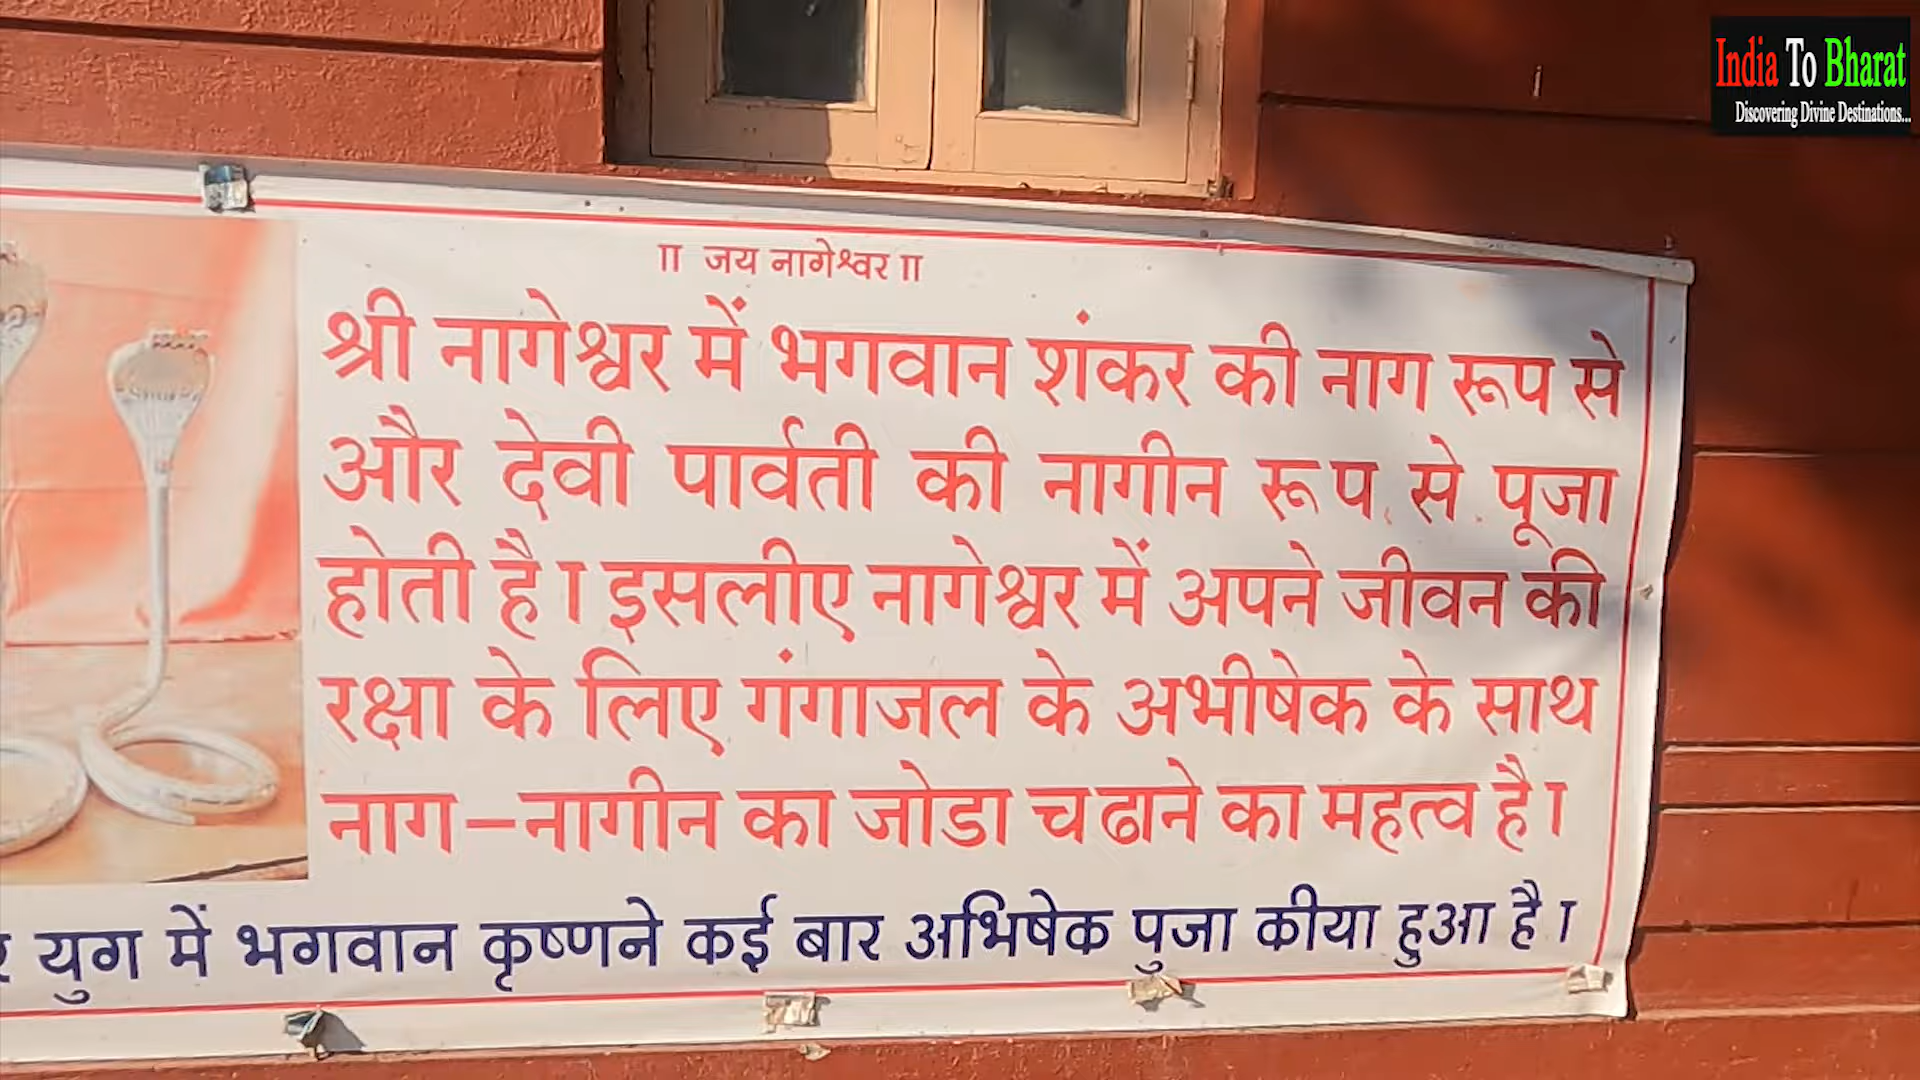 India To Bharat
Discovering Divine Destinations...
॥ जय नागेश्वर ॥
श्री नागेश्वर में भगवान शंकर की नाग रूप से
और देवी पार्वती की नागीन रूप से पूजा
होती है। इसलीए नागेश्वर में अपने जीवन की
रक्षा के लिए गंगाजल के अभीषेक के साथ
नाग-नागीन का जोडा चढाने का महत्व है।
युग में भगवान कृष्णने कई बार अभिषेक पुजा कीया हुआ है।